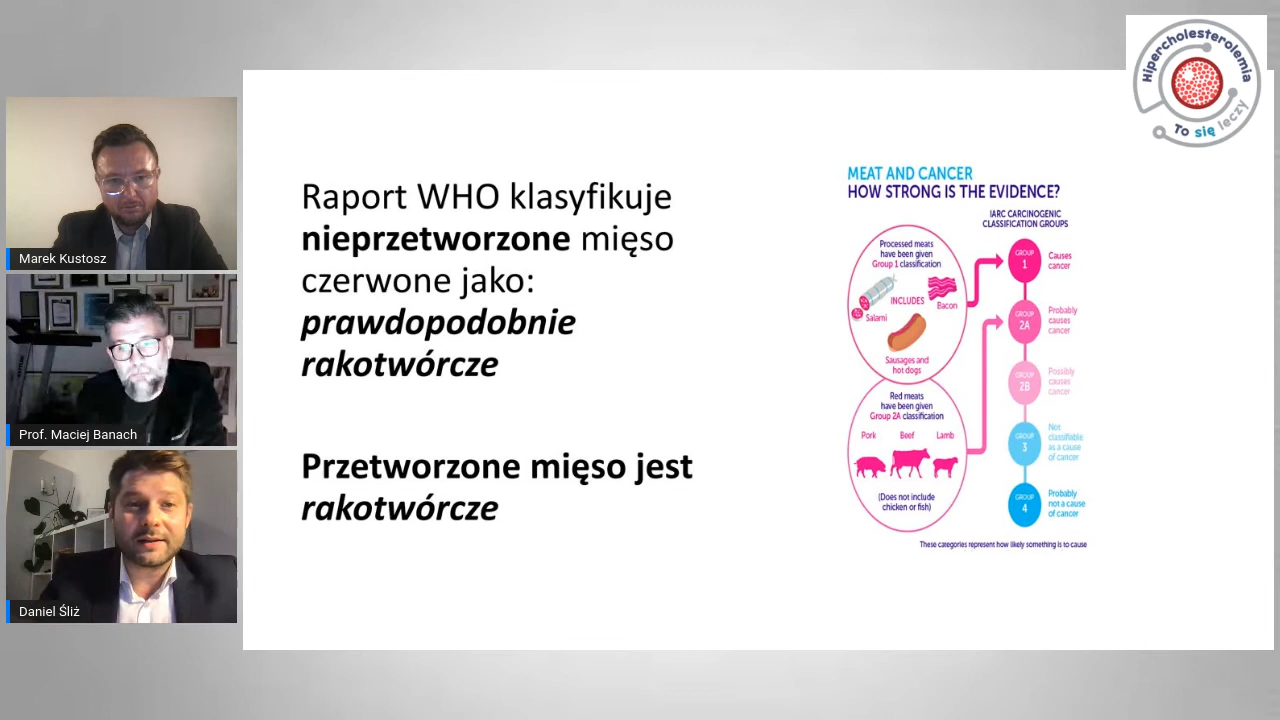 Hipercholesterolemia
To się leczy
Marek Kustosz
Prof. Maciej Banach
Daniel Śliż
Raport WHO klasyfikuje
nieprzetworzone mięso
czerwone jako:
prawdopodobnie
rakotwórcze
Przetworzone mięso jest
rakotwórcze
MEAT AND CANCER
HOW STRONG IS THE EVIDENCE?
IARC CARCINOGENIC
CLASSIFICATION GROUPS
Processed meats
have been given
Group 1 classification
INCLUDES
Salami
Bacon
Sausages and
hot dogs
Red meats
have been given
Group 2A classification
Pork Beef Lamb
(Does not include
chicken or fish)
GROUP
1
Causes
cancer
GROUP
2A
Probably
causes
cancer
GROUP
2B
Possibly
causes
cancer
GROUP
3
Not
classifiable
as a cause
of cancer
GROUP
4
Probably
not a cause
of cancer
These categories represent how likely something is to cause